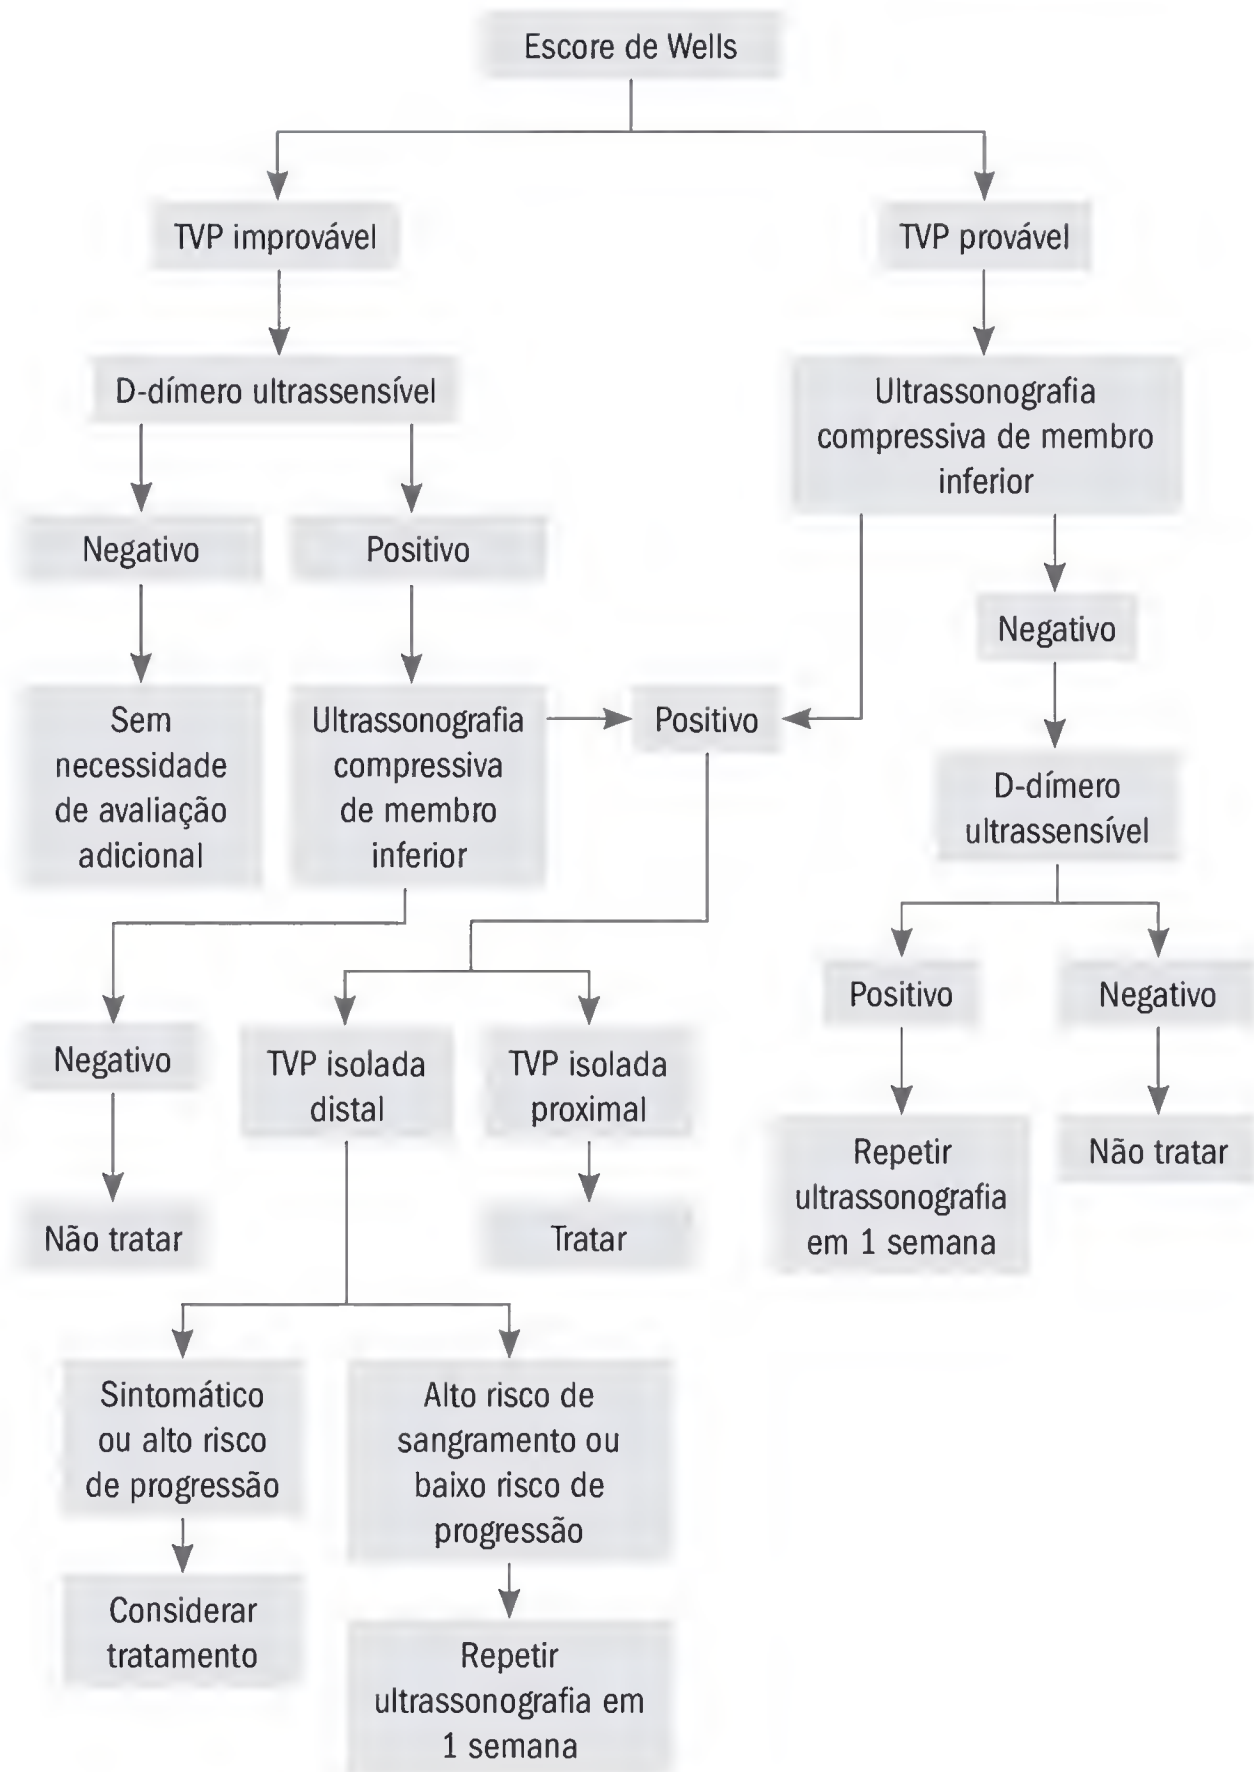 Escore de Wells
TVP improvável
TVP provável
D-dímero ultrassensível
Ultrassonografia
compressiva de membro
inferior
Negativo
Positivo
Negativo
Sem
necessidade
de avaliação
adicional
Ultrassonografia
compressiva
de membro
inferior
Positivo
D-dímero
ultrassensível
Positivo
Negativo
Negativo
TVP isolada
distal
TVP isolada
proximal
Repetir
ultrassonografia
em 1 semana
Não tratar
Não tratar
Tratar
Sintomático
ou alto risco
de progressão
Alto risco de
sangramento ou
baixo risco de
progressão
Considerar
tratamento
Repetir
ultrassonografia em
1 semana